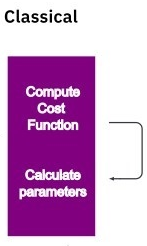 Classical
Compute
Cost
Function
Calculate
parameters